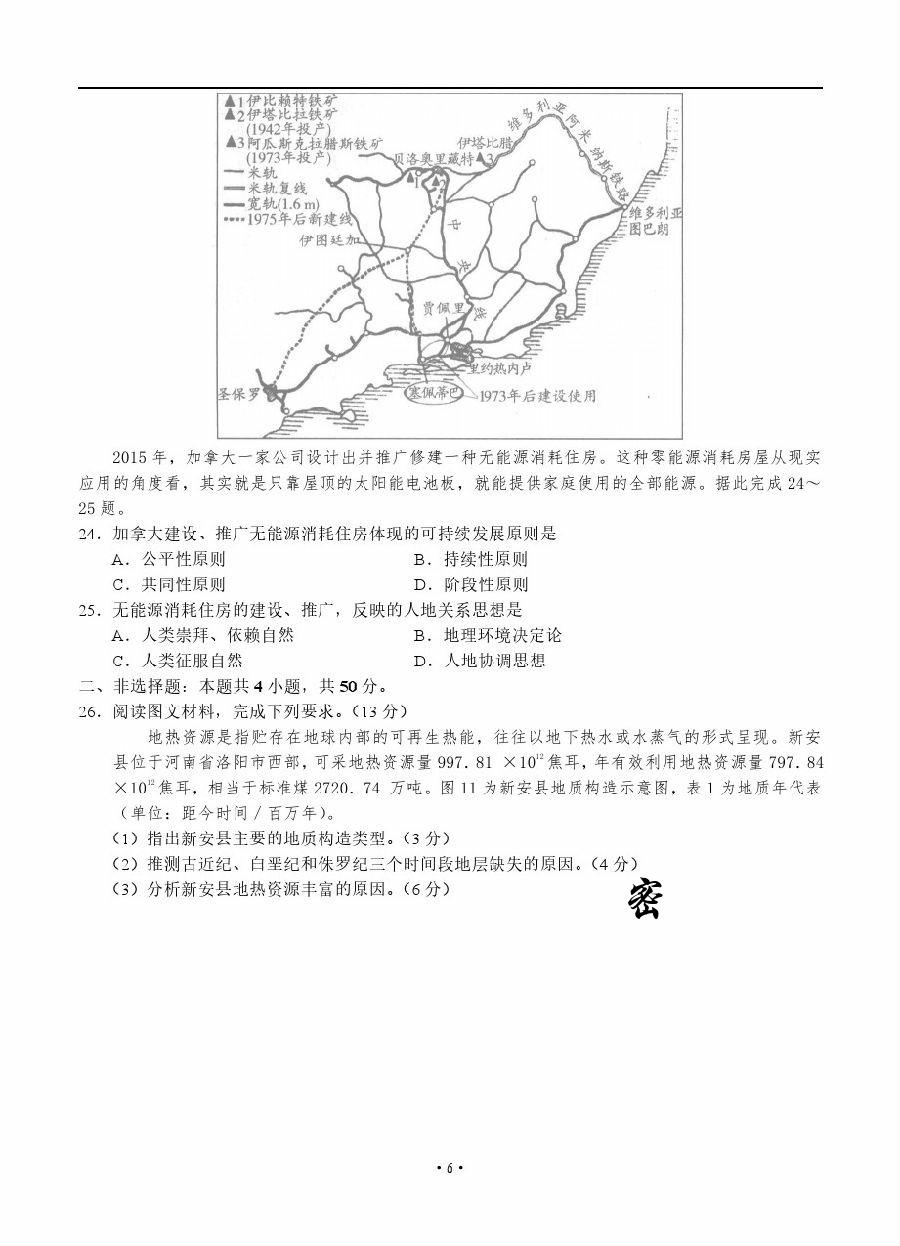 ▲1伊比赖特铁矿
▲2伊塔比拉铁矿
(1942年投产)
▲3阿瓜斯克拉腊斯铁矿
(1973年投产)
米轨
米轨复线
宽轨(1.6 m)
1975年后新建线
维多利亚阿米纳斯铁路
伊塔比腊
贝洛奥里藏特▲3
▲1
2
维多利亚
图巴朗
伊图廷加
中央线
贾佩里
里约热内卢
圣保罗
塞佩蒂巴
1973年后建设使用
2015 年，加拿大一家公司设计出并推广修建一种无能源消耗住房。这种零能源消耗房屋从现实
应用的角度看，其实就是只靠屋顶的太阳能电池板，就能提供家庭使用的全部能源。据此完成 24～
25 题。
24．加拿大建设、推广无能源消耗住房体现的可持续发展原则是
A．公平性原则 B．持续性原则
C．共同性原则 D．阶段性原则
25．无能源消耗住房的建设、推广，反映的人地关系思想是
A．人类崇拜、依赖自然 B．地理环境决定论
C．人类征服自然 D．人地协调思想
二、非选择题：本题共 4 小题，共 50 分。
26．阅读图文材料，完成下列要求。（13 分）
地热资源是指贮存在地球内部的可再生热能，往往以地下热水或水蒸气的形式呈现。新安
县位于河南省洛阳市西部，可采地热资源量 997．81 ×10¹²焦耳，年有效利用地热资源量 797．84
×10¹²焦耳，相当于标准煤 2720．74 万吨。图 11 为新安县地质构造示意图，表 1 为地质年代表
（单位：距今时间／百万年）。
（1）指出新安县主要的地质构造类型。（3 分）
（2）推测古近纪、白垩纪和侏罗纪三个时间段地层缺失的原因。（4 分）
（3）分析新安县地热资源丰富的原因。（6 分）
密
·6·